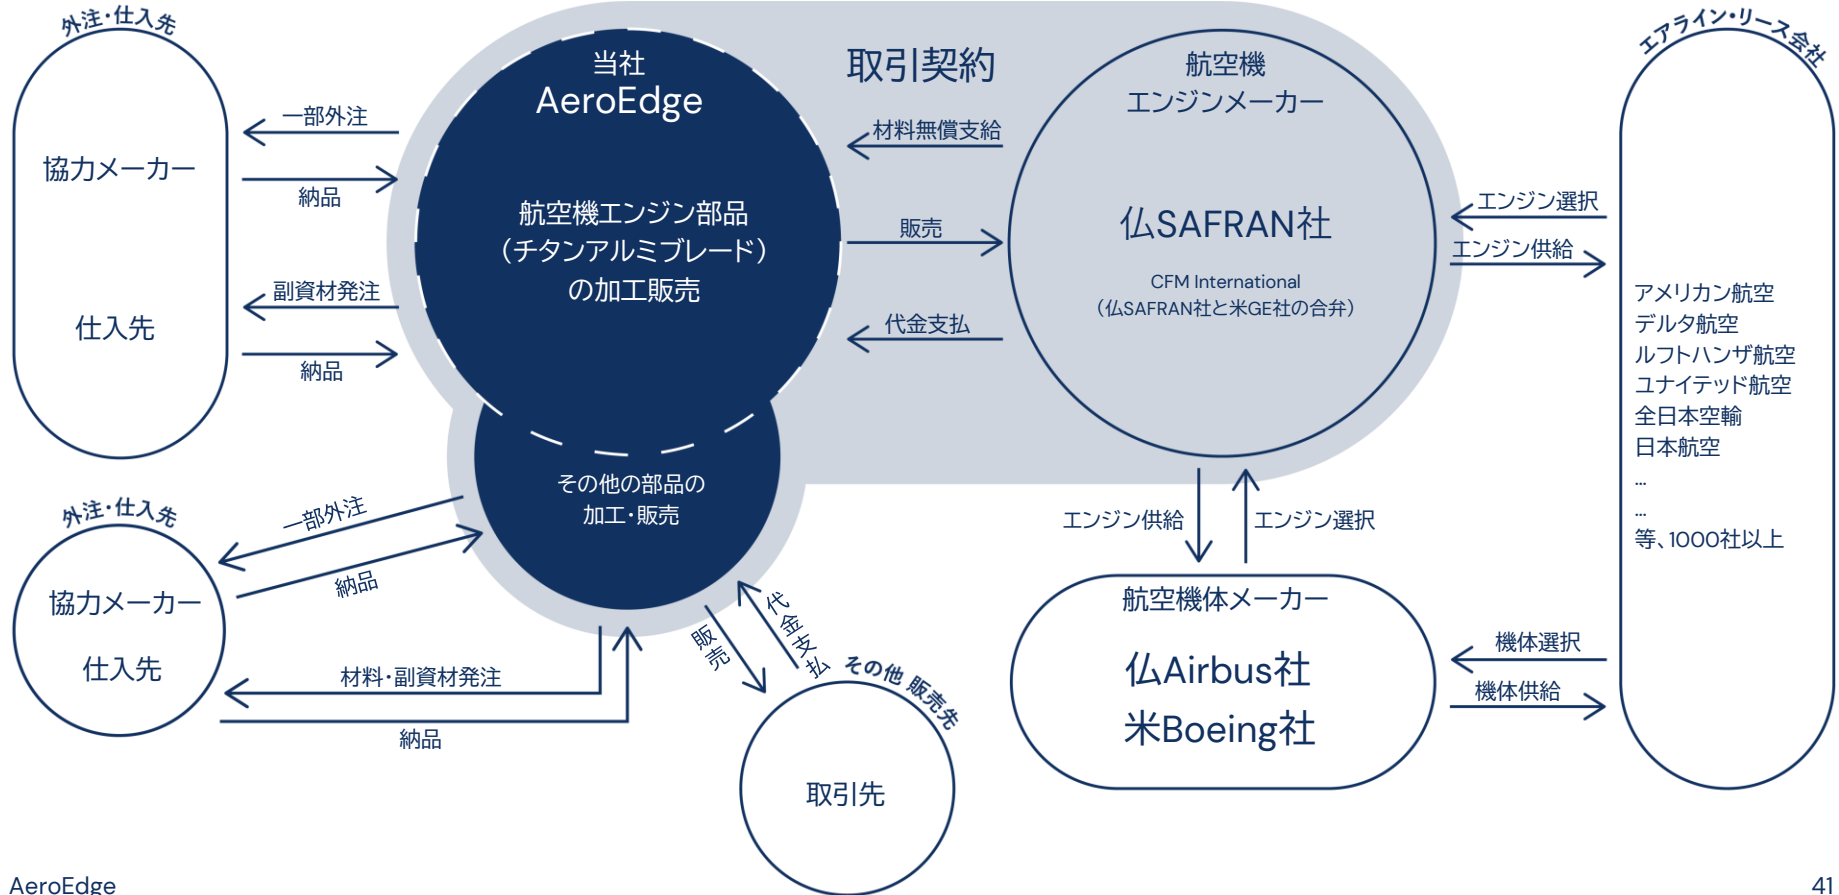 外注・仕入先
協力メーカー
仕入先
一部外注
納品
副資材発注
納品
当社
AeroEdge
航空機エンジン部品
（チタンアルミブレード）
の加工販売
その他の部品の
加工・販売
取引契約
材料無償支給
販売
代金支払
航空機
エンジンメーカー
仏SAFRAN社
CFM International
（仏SAFRAN社と米GE社の合弁）
エンジン選択
エンジン供給
エアライン・リース会社
アメリカン航空
デルタ航空
ルフトハンザ航空
ユナイテッド航空
全日本空輸
日本航空
...
...
等、1000社以上
外注・仕入先
協力メーカー
仕入先
一部外注
納品
材料・副資材発注
納品
販売
代金支払
その他 販売先
取引先
エンジン供給
エンジン選択
航空機体メーカー
仏Airbus社
米Boeing社
機体選択
機体供給
AeroEdge
41